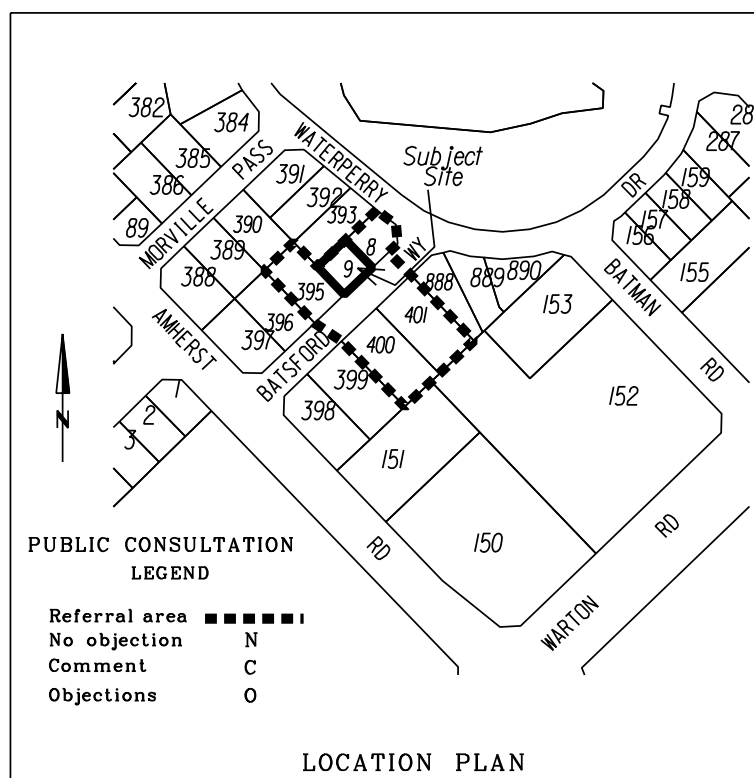 382
384
385
386
89
MORVILLE PASS
WATERPERRY
Subject
Site
391
392
393
390
389
388
8
9
395
396
397
WY
BATSFORD
AMHERST
RD
888
889
890
401
400
399
398
153
152
151
150
DR
BATMAN
RD
287
28
159
158
157
156
155
1
2
3
N
WARTON
RD
PUBLIC CONSULTATION
LEGEND
Referral area
No objection N
Comment C
Objections O
LOCATION PLAN